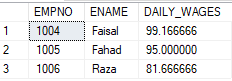 EMPNO ENAME DAILY_WAGES
1 1004 Faisal 99.166666
2 1005 Fahad 95.000000
3 1006 Raza 81.666666